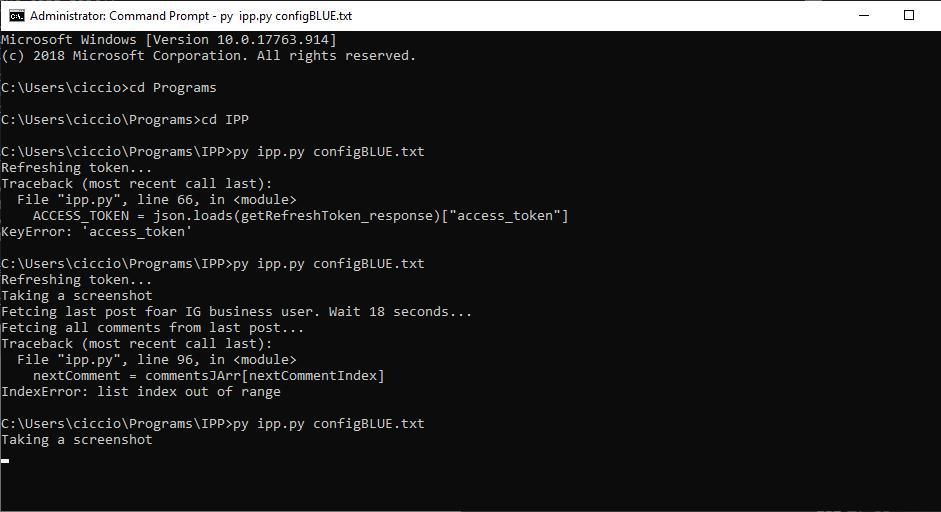 Administrator: Command Prompt - py  ipp.py configBLUE.txt
Microsoft Windows [Version 10.0.17763.914]
(c) 2018 Microsoft Corporation. All rights reserved.
C:\Users\ciccio>cd Programs
C:\Users\ciccio\Programs>cd IPP
C:\Users\ciccio\Programs\IPP>py ipp.py configBLUE.txt
Refreshing token...
Traceback (most recent call last):
  File "ipp.py", line 66, in <module>
    ACCESS_TOKEN = json.loads(getRefreshToken_response)["access_token"]
KeyError: 'access_token'
C:\Users\ciccio\Programs\IPP>py ipp.py configBLUE.txt
Refreshing token...
Taking a screenshot
Fetcing last post foar IG business user. Wait 18 seconds...
Fetcing all comments from last post...
Traceback (most recent call last):
  File "ipp.py", line 96, in <module>
    nextComment = commentsJArr[nextCommentIndex]
IndexError: list index out of range
C:\Users\ciccio\Programs\IPP>py ipp.py configBLUE.txt
Taking a screenshot